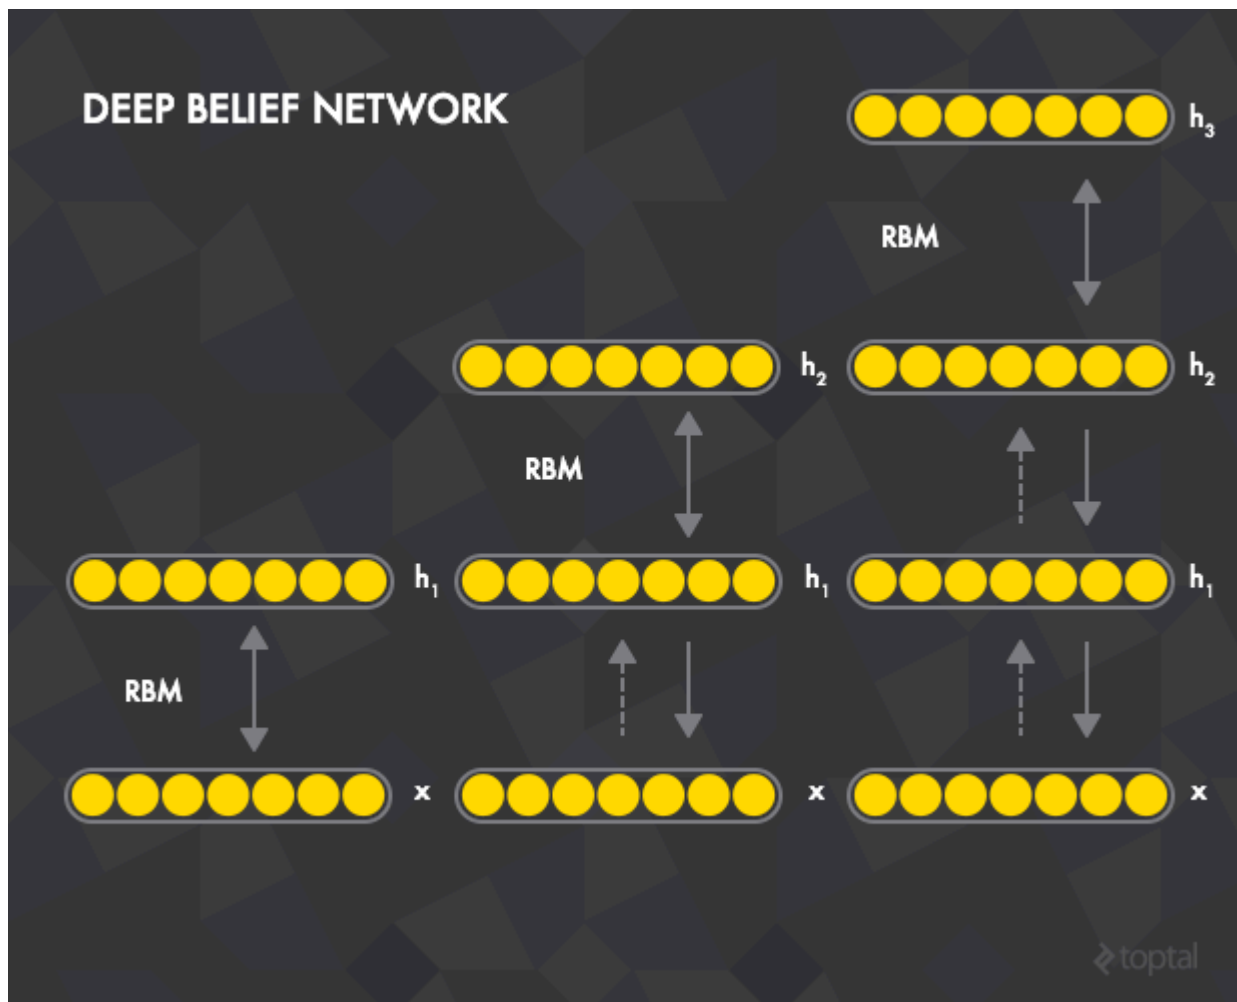 DEEP BELIEF NETWORK
h₃
RBM
h₂
h₂
RBM
h₁
h₁
h₁
RBM
x
x
x
toptal